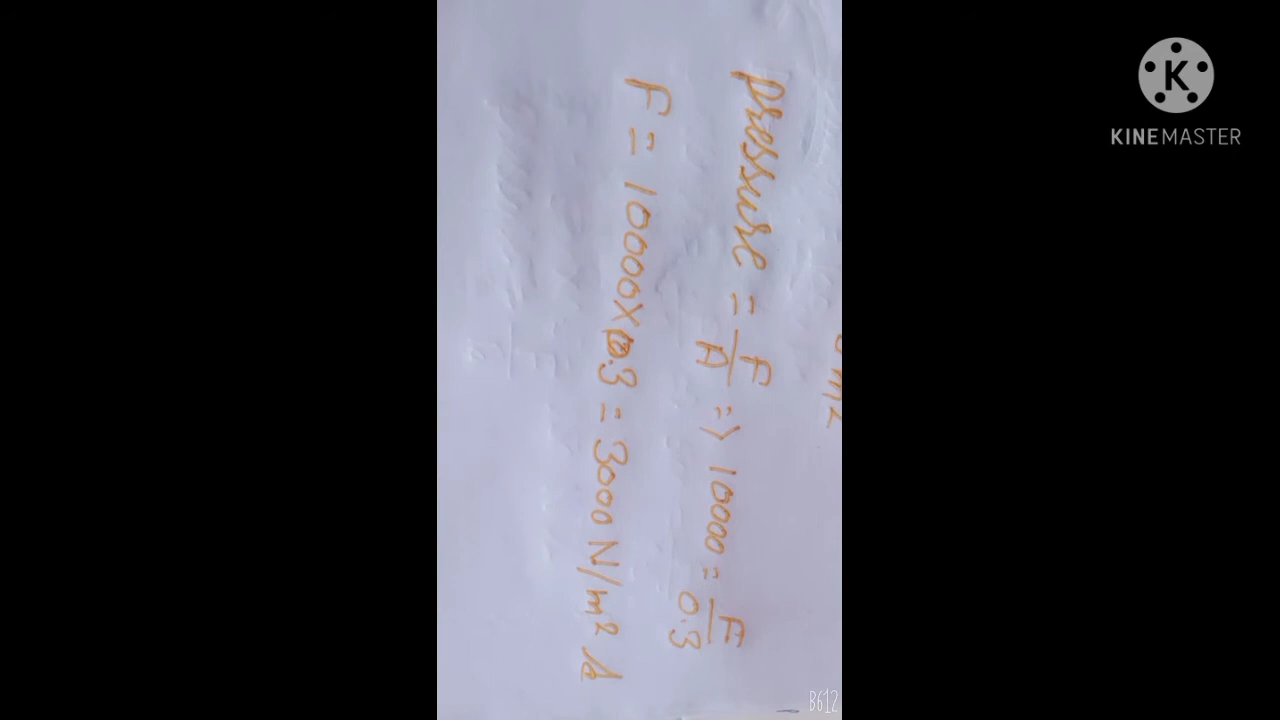 pressure = F/A => 10000 = F/0.3
F = 10000 x 0.3 = 3000 N/m²
KINEMASTER
B612